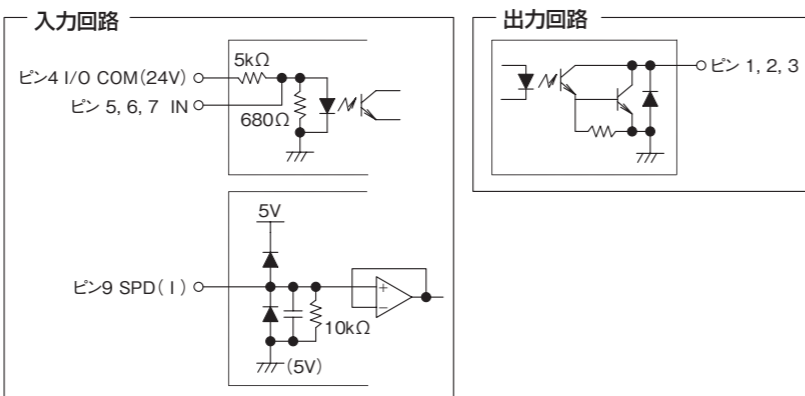 入力回路
5kΩ
ピン4 I/O COM(24V)
ピン 5, 6, 7 IN
680Ω
5V
ピン9 SPD( I )
+
−
10kΩ
(5V)
出力回路
ピン 1, 2, 3